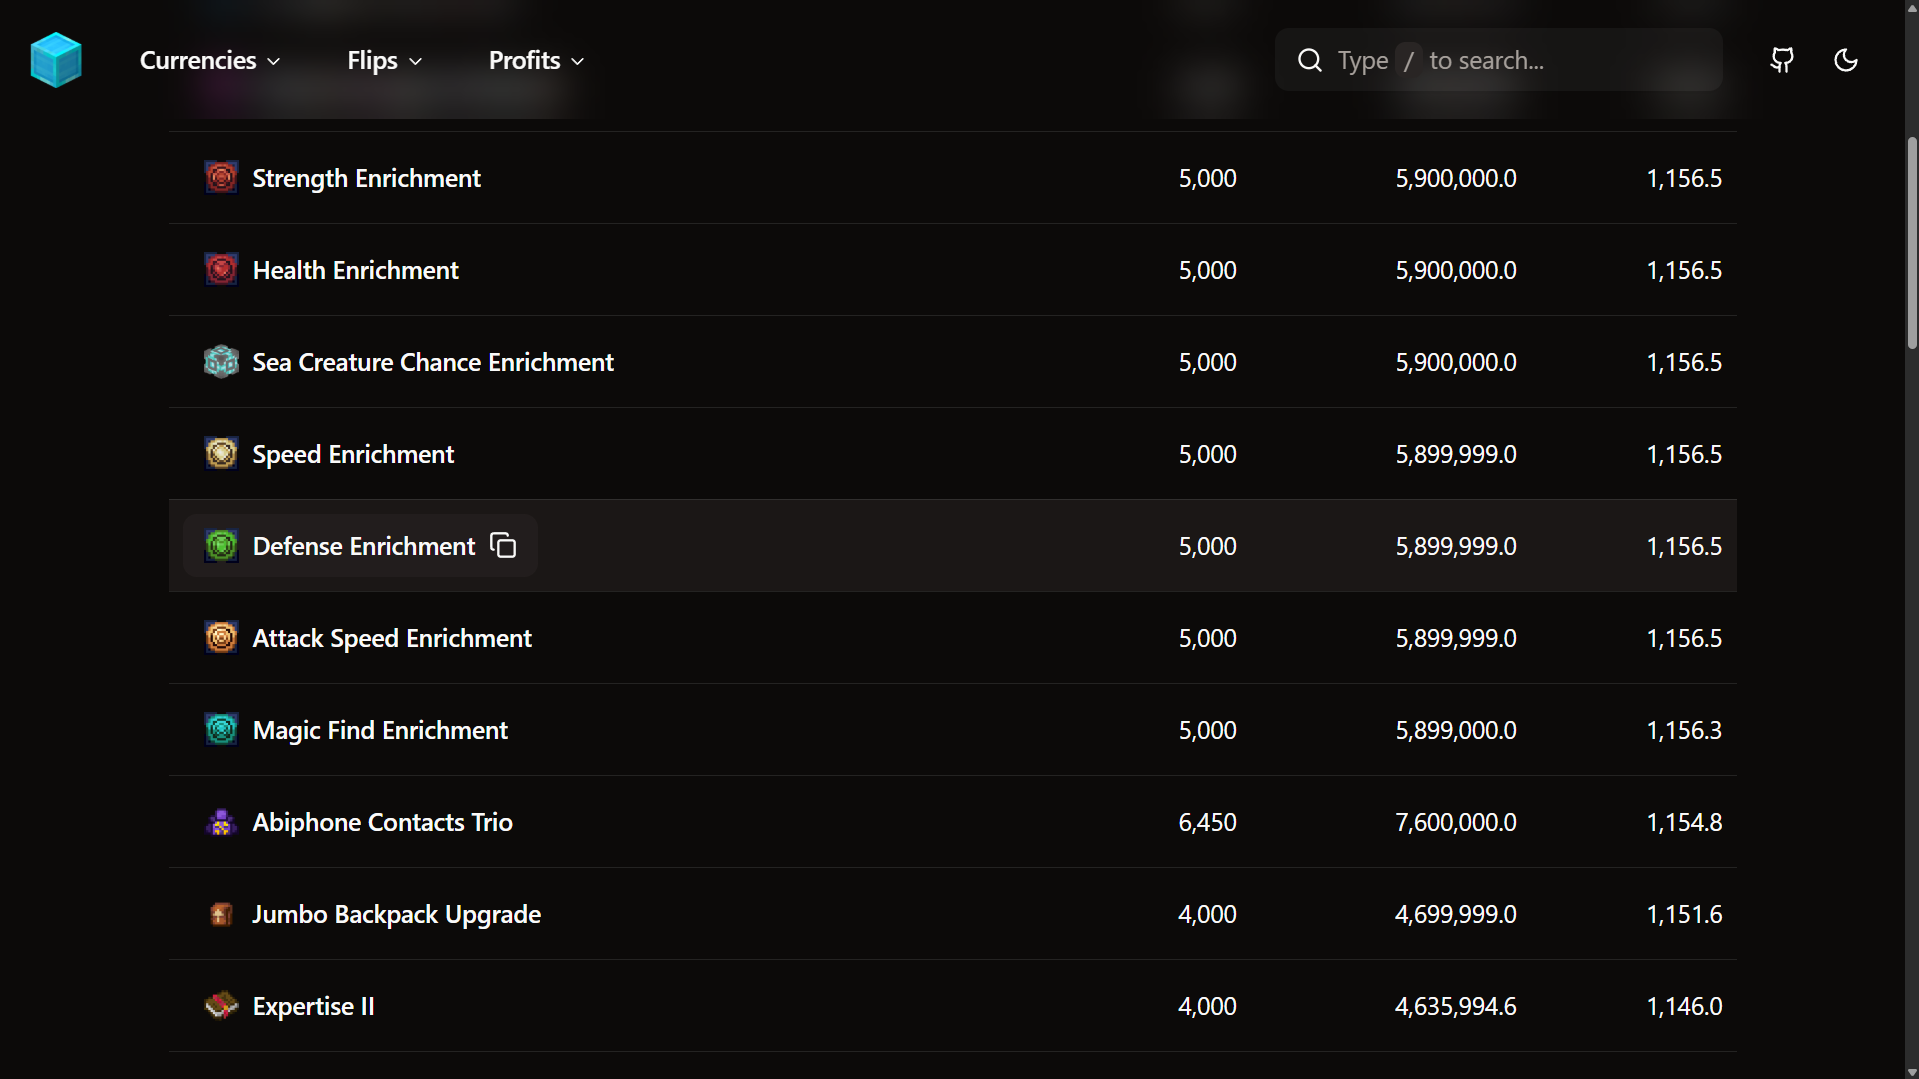 Currencies Flips Profits Type / to search...
Strength Enrichment 5,000 5,900,000.0 1,156.5
Health Enrichment 5,000 5,900,000.0 1,156.5
Sea Creature Chance Enrichment 5,000 5,900,000.0 1,156.5
Speed Enrichment 5,000 5,899,999.0 1,156.5
Defense Enrichment 5,000 5,899,999.0 1,156.5
Attack Speed Enrichment 5,000 5,899,999.0 1,156.5
Magic Find Enrichment 5,000 5,899,000.0 1,156.3
Abiphone Contacts Trio 6,450 7,600,000.0 1,154.8
Jumbo Backpack Upgrade 4,000 4,699,999.0 1,151.6
Expertise II 4,000 4,635,994.6 1,146.0